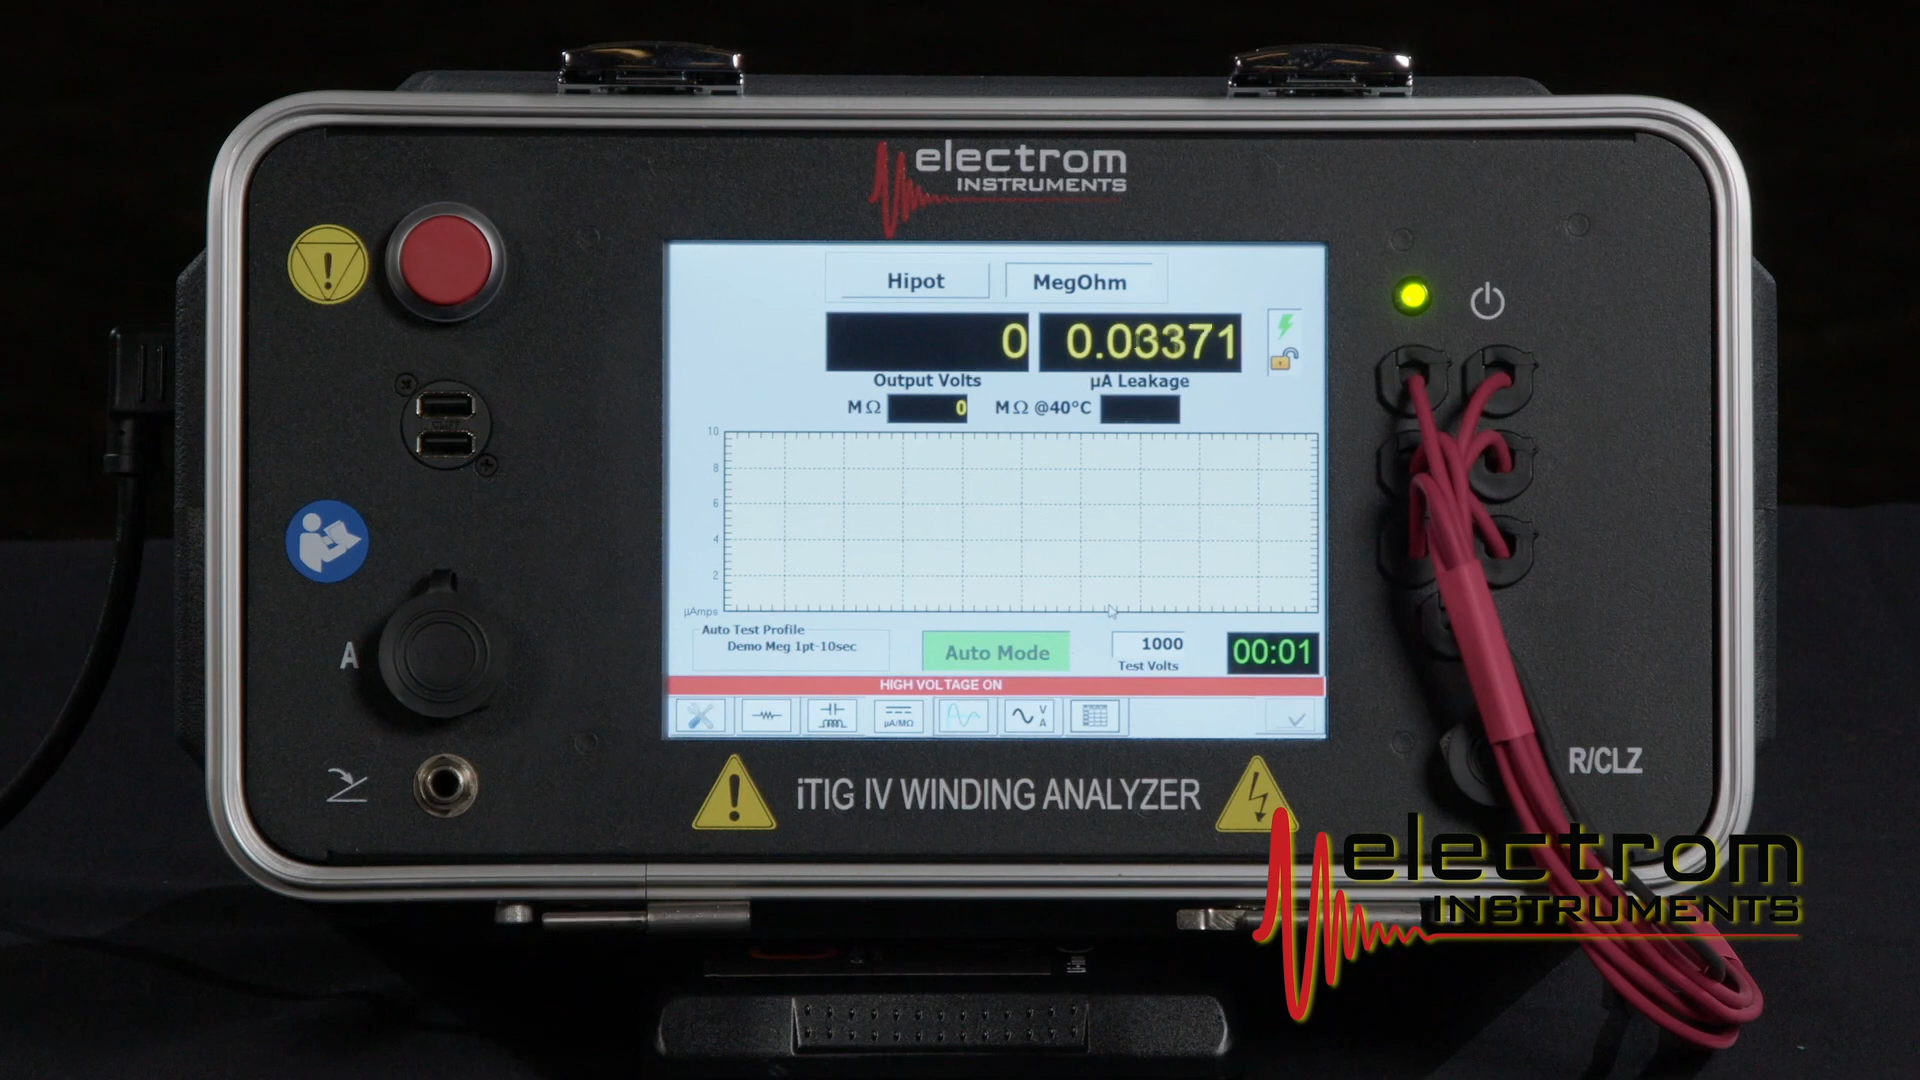 electrom
INSTRUMENTS
Hipot
MegOhm
0
0.03371
Output Volts
µA Leakage
MΩ
0
MΩ @40°C
10
8
6
4
2
µAmps
Auto Test Profile
Demo Meg 1pt-10sec
Auto Mode
1000
Test Volts
00:01
HIGH VOLTAGE ON
µA/MΩ
V
A
A
iTIG IV WINDING ANALYZER
R/CLZ
electrom
INSTRUMENTS